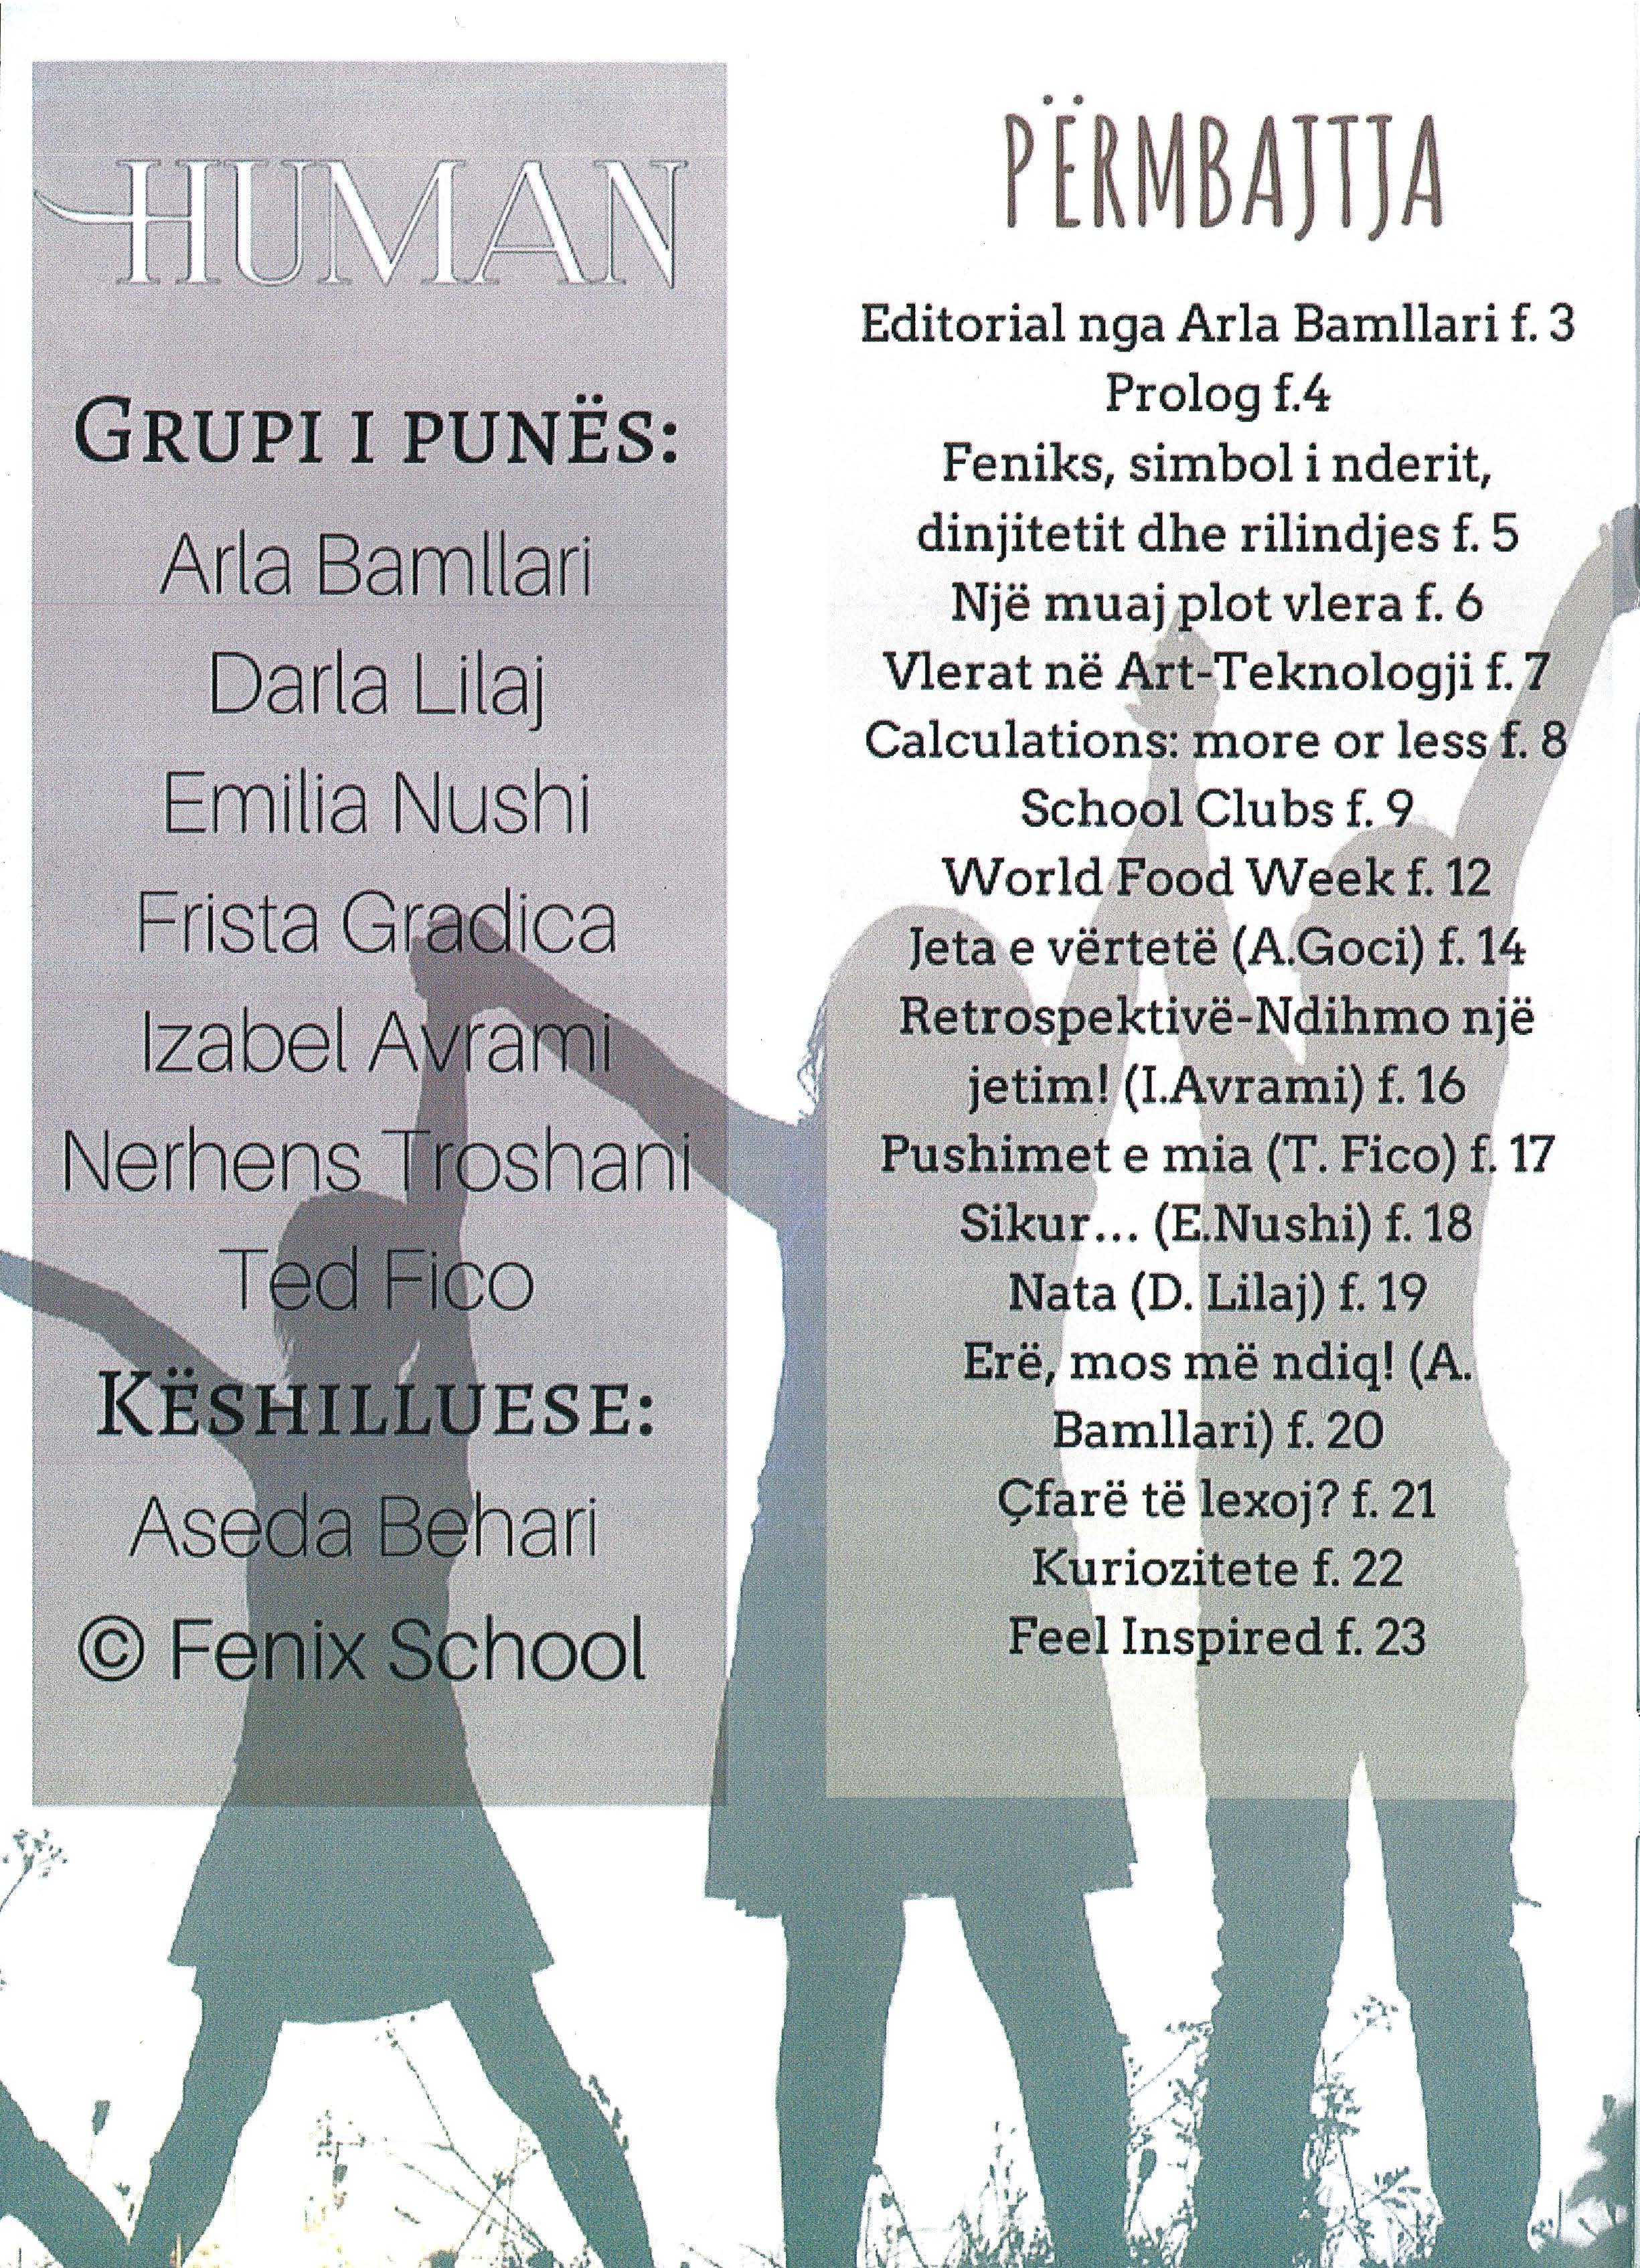 HUMAN
GRUPI I PUNËS:
Arla Bamllari
Darla Lilaj
Emilia Nushi
Frista Gradica
Izabel Avrami
Nerhens Troshani
Ted Fico
KËSHILLUESE:
Aseda Behari
© Fenix School
PËRMBAJTJA
Editorial nga Arla Bamllari f. 3
Prolog f.4
Feniks, simbol i nderit,
dinjitetit dhe rilindjes f. 5
Një muaj plot vlera f. 6
Vlerat në Art-Teknologji f. 7
Calculations: more or less f. 8
School Clubs f. 9
World Food Week f. 12
Jeta e vërtetë (A.Goci) f. 14
Retrospektivë-Ndihmo një
jetim! (I.Avrami) f. 16
Pushimet e mia (T. Fico) f. 17
Sikur... (E.Nushi) f. 18
Nata (D. Lilaj) f. 19
Erë, mos më ndiq! (A.
Bamllari) f. 20
Çfarë të lexoj? f. 21
Kuriozitete f. 22
Feel Inspired f. 23